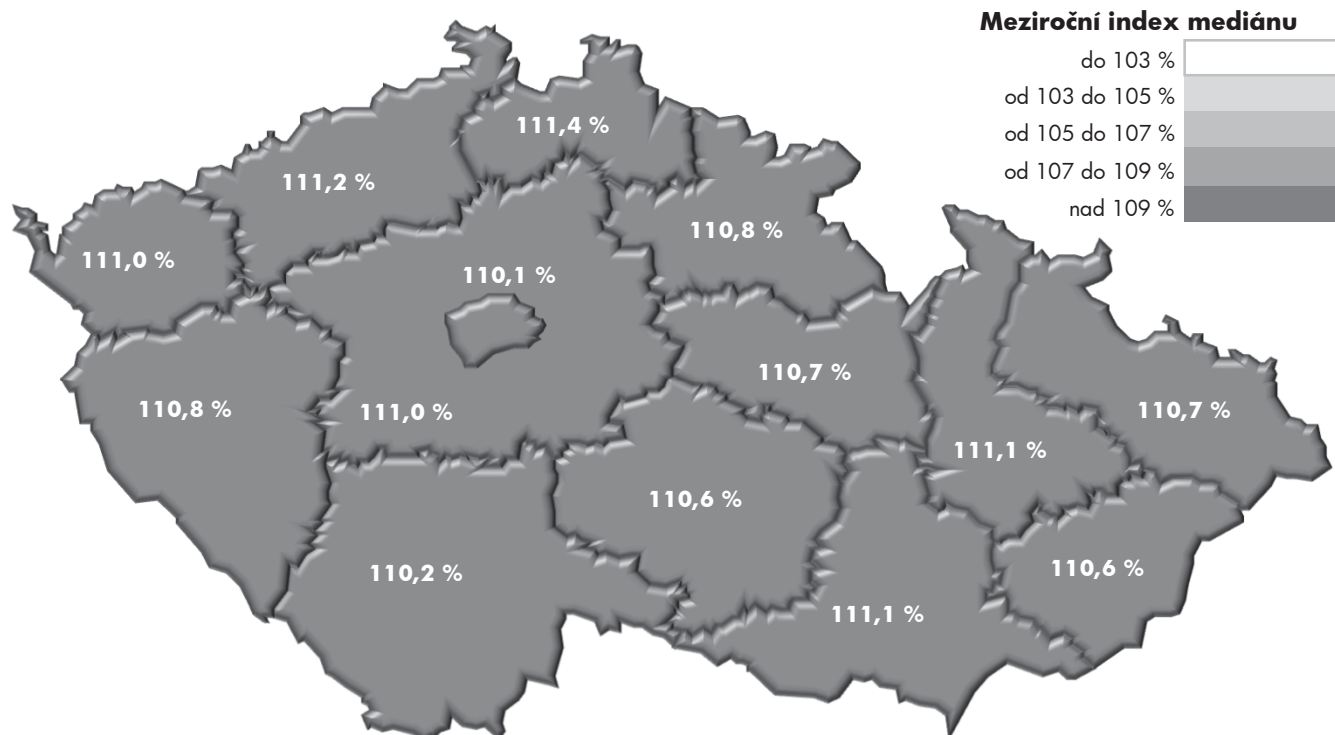 Meziroční index mediánu
do 103 %
od 103 do 105 %
od 105 do 107 %
od 107 do 109 %
nad 109 %
111,4 %
111,2 %
110,8 %
111,0 %
110,1 %
110,7 %
110,8 %
111,0 %
110,7 %
111,1 %
110,6 %
110,2 %
110,6 %
111,1 %